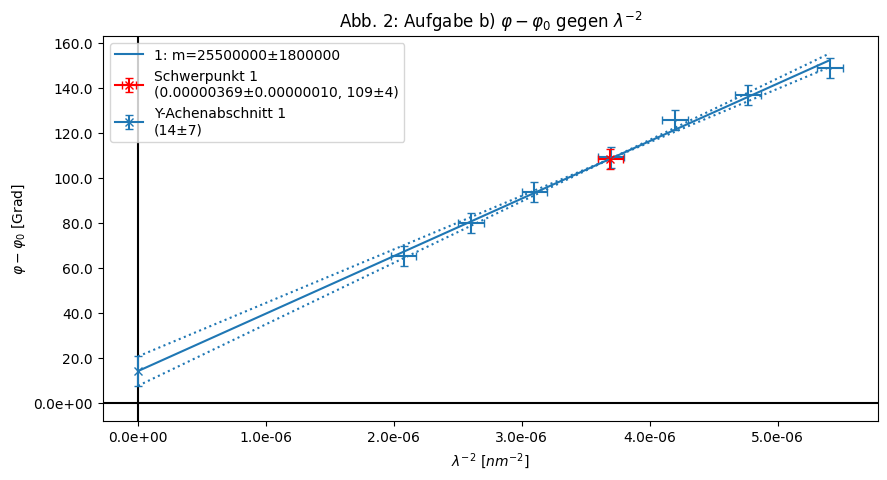 Abb. 2: Aufgabe b) φ − φ₀ gegen λ⁻²
160.0
140.0
120.0
100.0
80.0
60.0
40.0
20.0
0.0e+00
φ − φ₀ [Grad]
1: m=25500000±1800000
Schwerpunkt 1
(0.00000369±0.00000010, 109±4)
Y-Achenabschnitt 1
(14±7)
0.0e+00
1.0e-06
2.0e-06
3.0e-06
4.0e-06
5.0e-06
λ⁻² [nm⁻²]